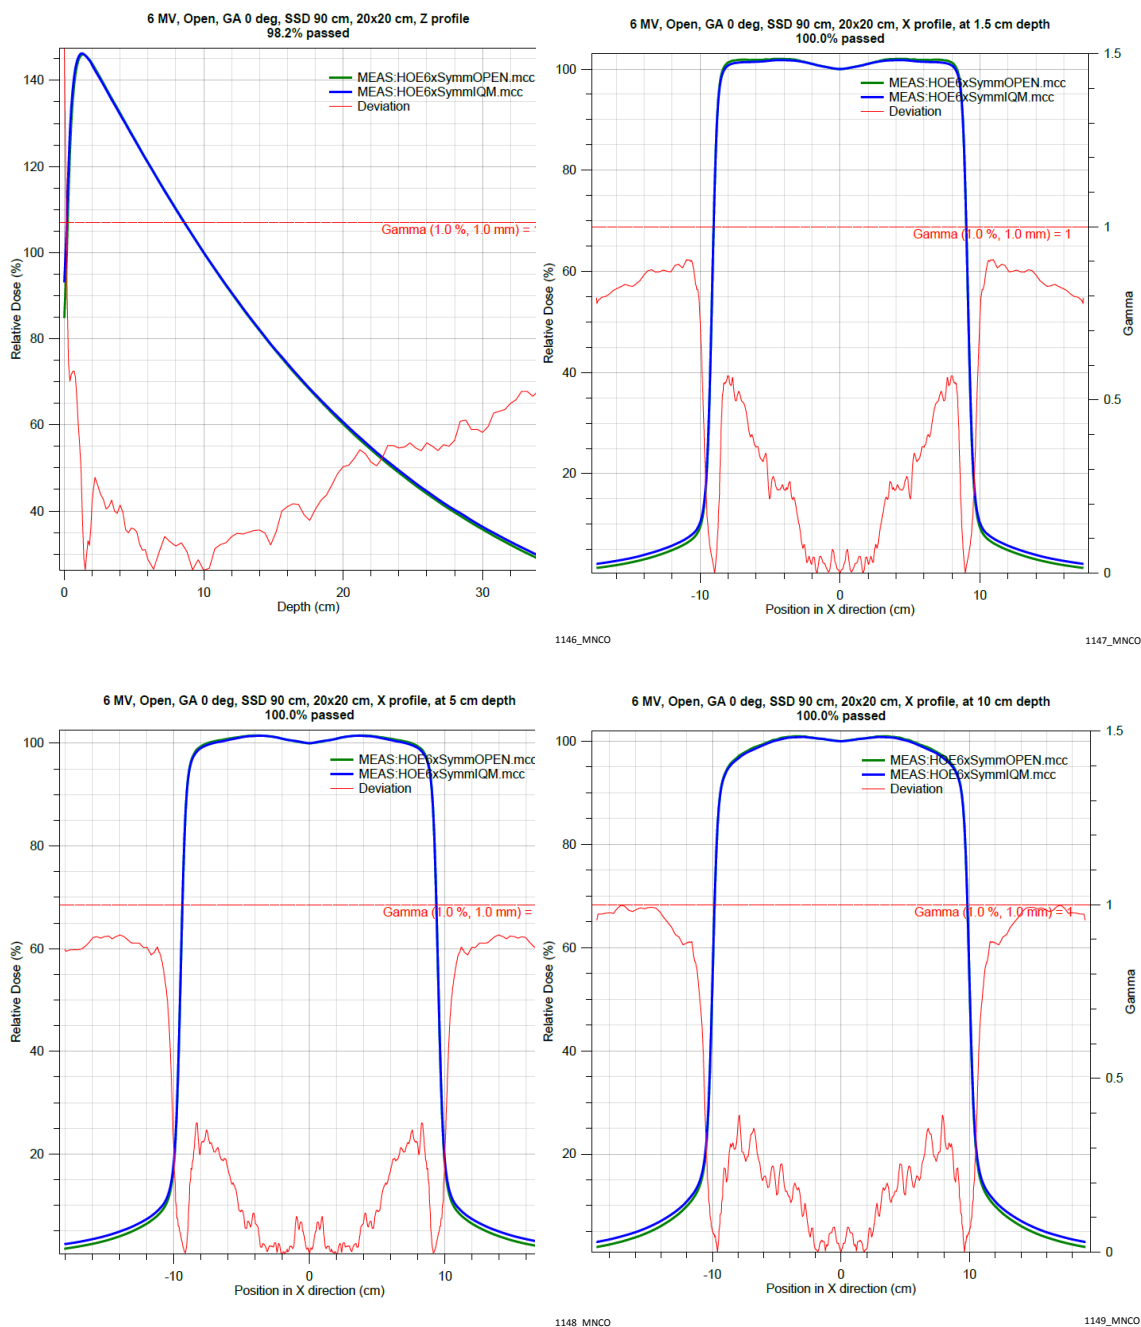 6 MV, Open, GA 0 deg, SSD 90 cm, 20x20 cm, Z profile
98.2% passed
MEAS:HOE6xSymmOPEN.mcc
MEAS:HOE6xSymmIQM.mcc
Deviation
Gamma (1.0 %, 1.0 mm) =
Relative Dose (%)
140
120
100
80
60
40
0
10
20
30
Depth (cm)
1146_MNCO
6 MV, Open, GA 0 deg, SSD 90 cm, 20x20 cm, X profile, at 1.5 cm depth
100.0% passed
MEAS:HOE6xSymmOPEN.mcc
MEAS:HOE6xSymmIQM.mcc
Deviation
Gamma (1.0 %, 1.0 mm) = 1
Relative Dose (%)
100
80
60
40
20
1.5
1
0.5
0
Gamma
-10
0
10
Position in X direction (cm)
1147_MNCO
6 MV, Open, GA 0 deg, SSD 90 cm, 20x20 cm, X profile, at 5 cm depth
100.0% passed
MEAS:HOE6xSymmOPEN.mcc
MEAS:HOE6xSymmIQM.mcc
Deviation
Gamma (1.0 %, 1.0 mm) =
Relative Dose (%)
100
80
60
40
20
-10
0
10
Position in X direction (cm)
1148_MNCO
6 MV, Open, GA 0 deg, SSD 90 cm, 20x20 cm, X profile, at 10 cm depth
100.0% passed
MEAS:HOE6xSymmOPEN.mcc
MEAS:HOE6xSymmIQM.mcc
Deviation
Gamma (1.0 %, 1.0 mm) = 1
Relative Dose (%)
100
80
60
40
20
1.5
1
0.5
0
Gamma
-10
0
10
Position in X direction (cm)
1149_MNCO